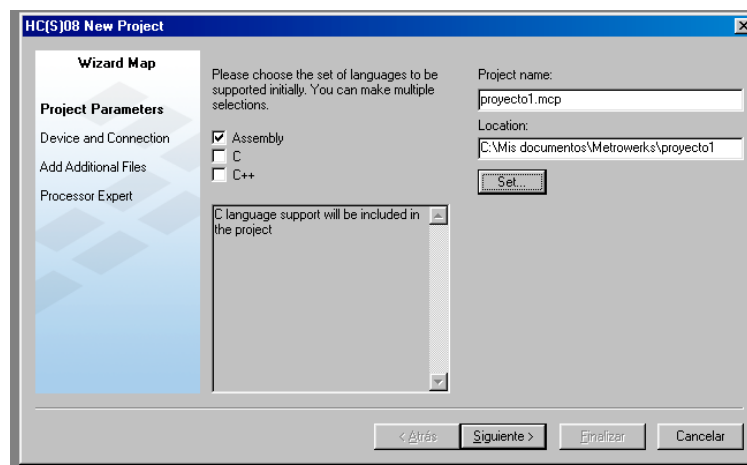 HC(S)08 New Project
Wizard Map
Project Parameters
Device and Connection
Add Additional Files
Processor Expert
Please choose the set of languages to be
supported initially. You can make multiple
selections.
Assembly
C
C++
C language support will be included in
the project
Project name:
proyecto1.mcp
Location:
C:\Mis documentos\Metrowerks\proyecto1
Set...
< Atrás
Siguiente >
Finalizar
Cancelar